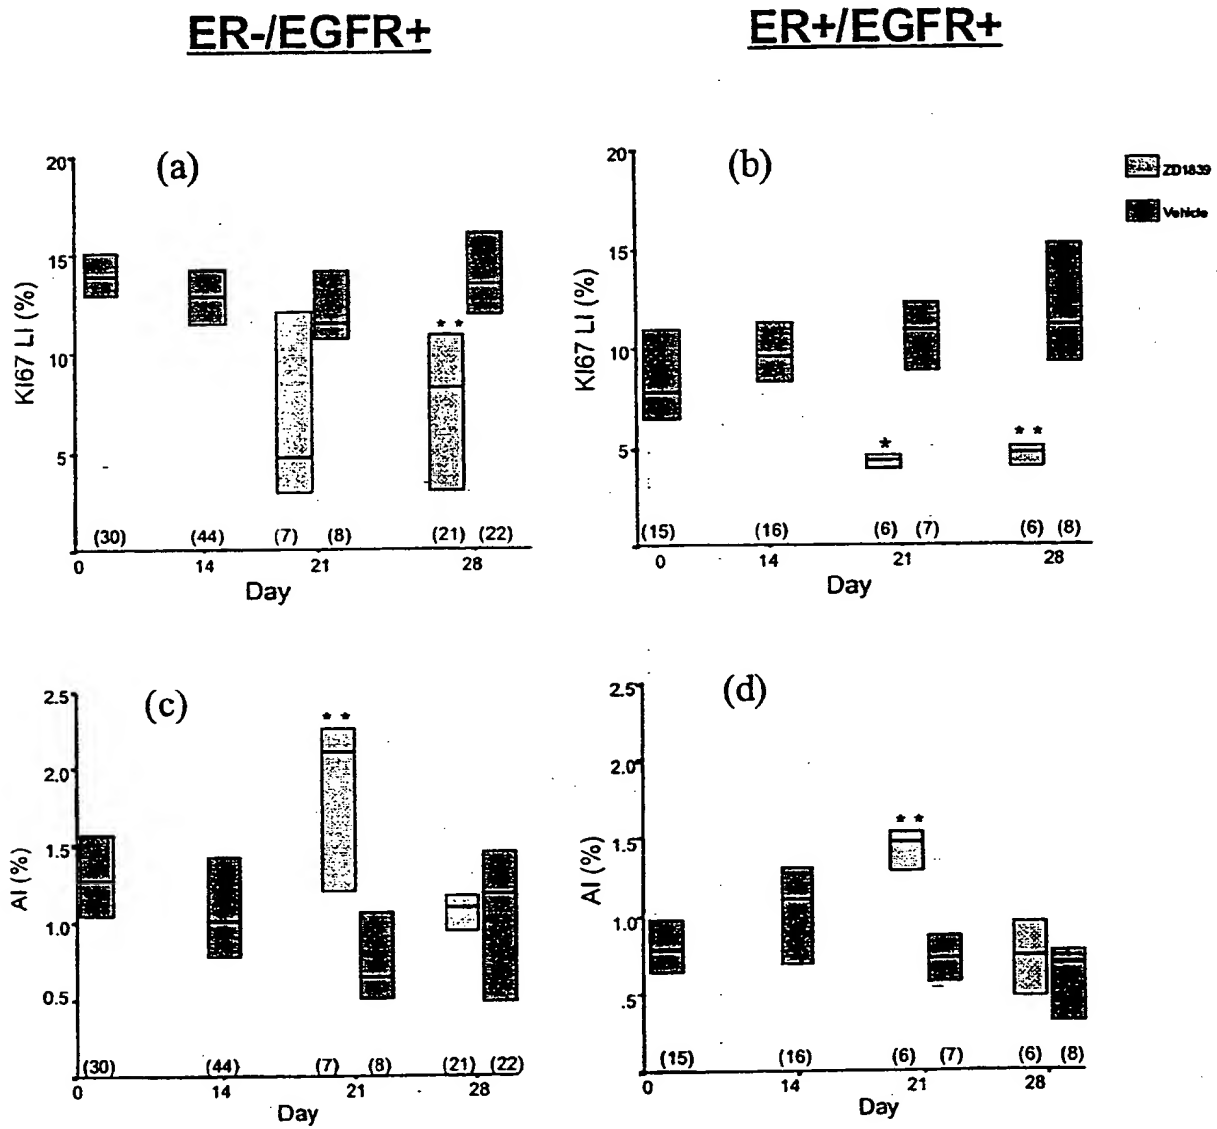 ER-/EGFR+
ER+/EGFR+
(a)
20
15
10
5
KI67 LI (%)
* *
(30) (44) (7) (8) (21) (22)
0 14 21 28
Day
(b)
20
15
10
5
KI67 LI (%)
*
* *
(15) (16) (6) (7) (6) (8)
0 14 21 28
Day
ZD1839
Vehicle
(c)
2.5
2.0
1.5
1.0
0.5
AI (%)
* *
(30) (44) (7) (8) (21) (22)
0 14 21 28
Day
(d)
2.5
2.0
1.5
1.0
.5
AI (%)
* *
(15) (16) (6) (7) (6) (8)
0 14 21 28
Day